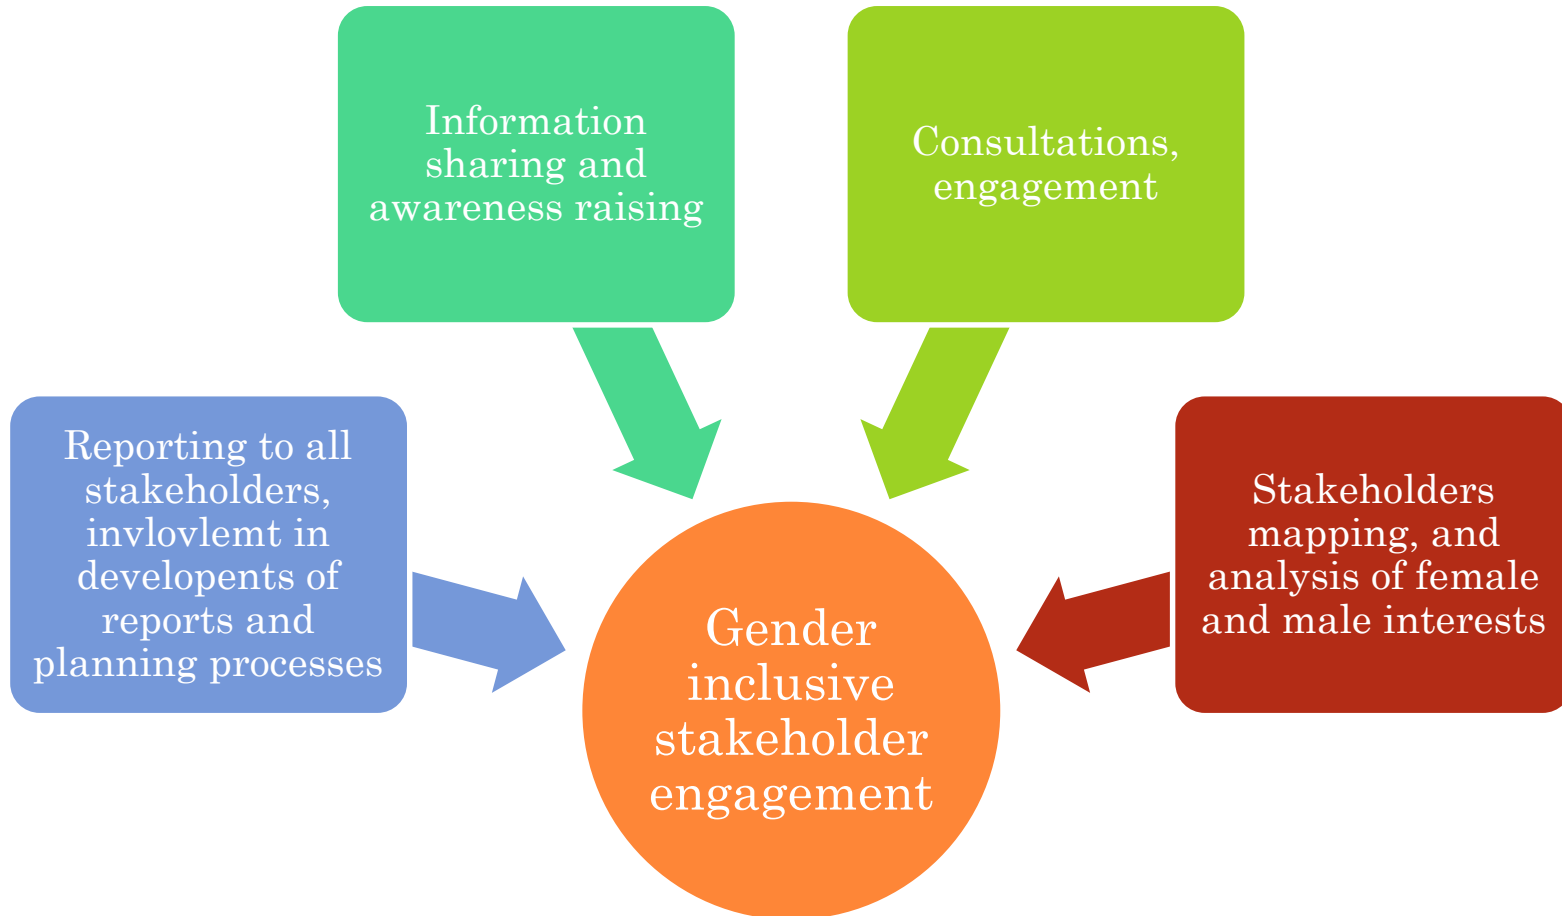 Information
sharing and
awareness raising
Consultations,
engagement
Reporting to all
stakeholders,
invlovlemt in
developents of
reports and
planning processes
Stakeholders
mapping, and
analysis of female
and male interests
Gender
inclusive
stakeholder
engagement